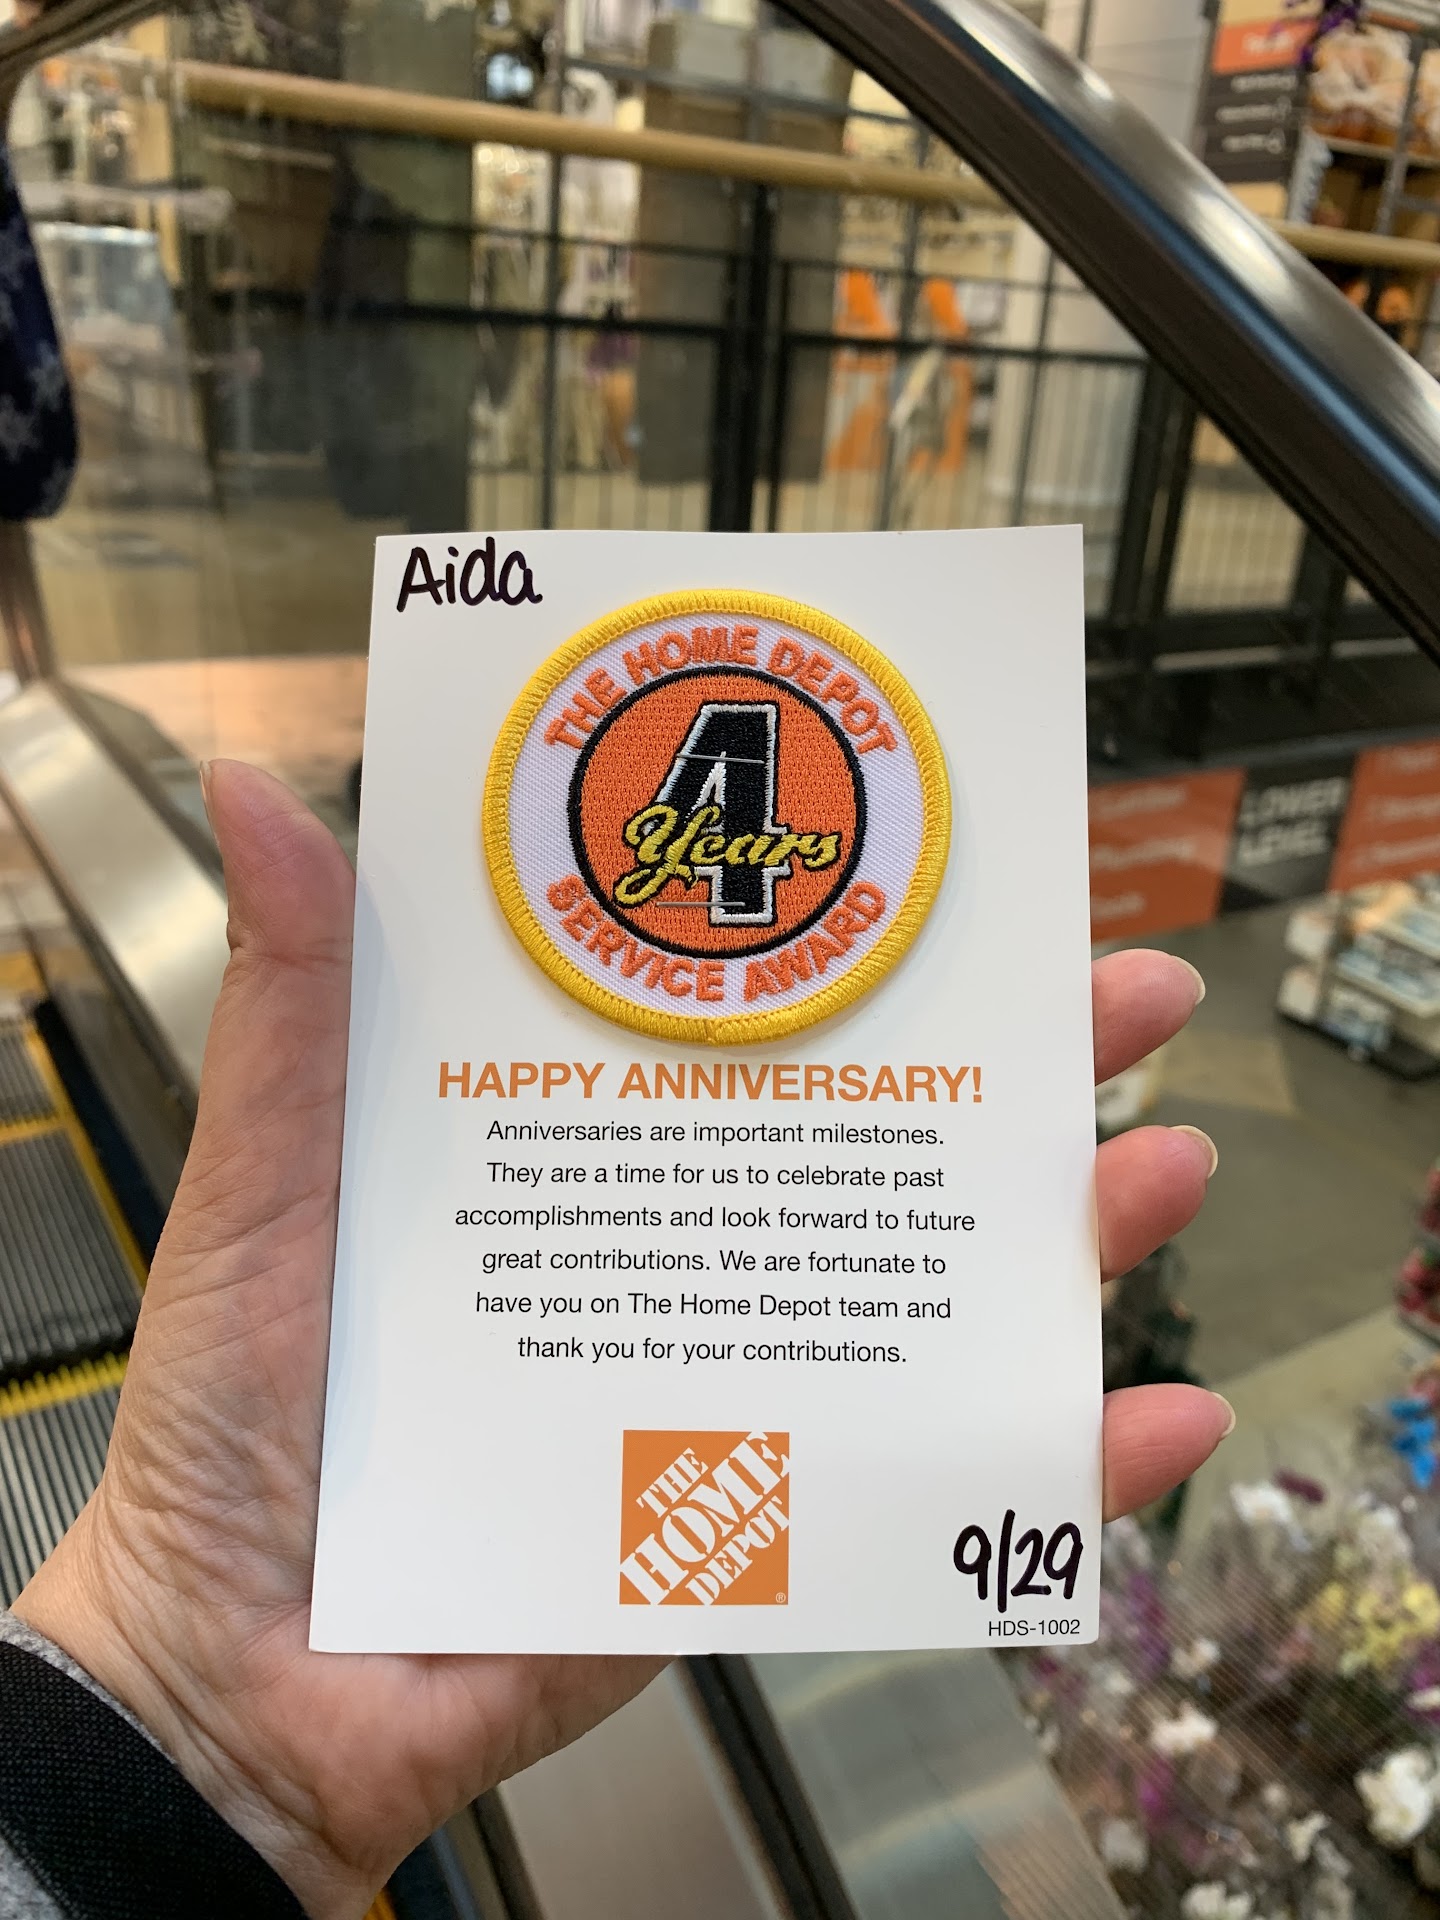 Aida
THE HOME DEPOT
4
Years
SERVICE AWARD
HAPPY ANNIVERSARY!
Anniversaries are important milestones.
They are a time for us to celebrate past
accomplishments and look forward to future
great contributions. We are fortunate to
have you on The Home Depot team and
thank you for your contributions.
THE
HOME
DEPOT
®
9/29
HDS-1002
LOWER
LEVEL